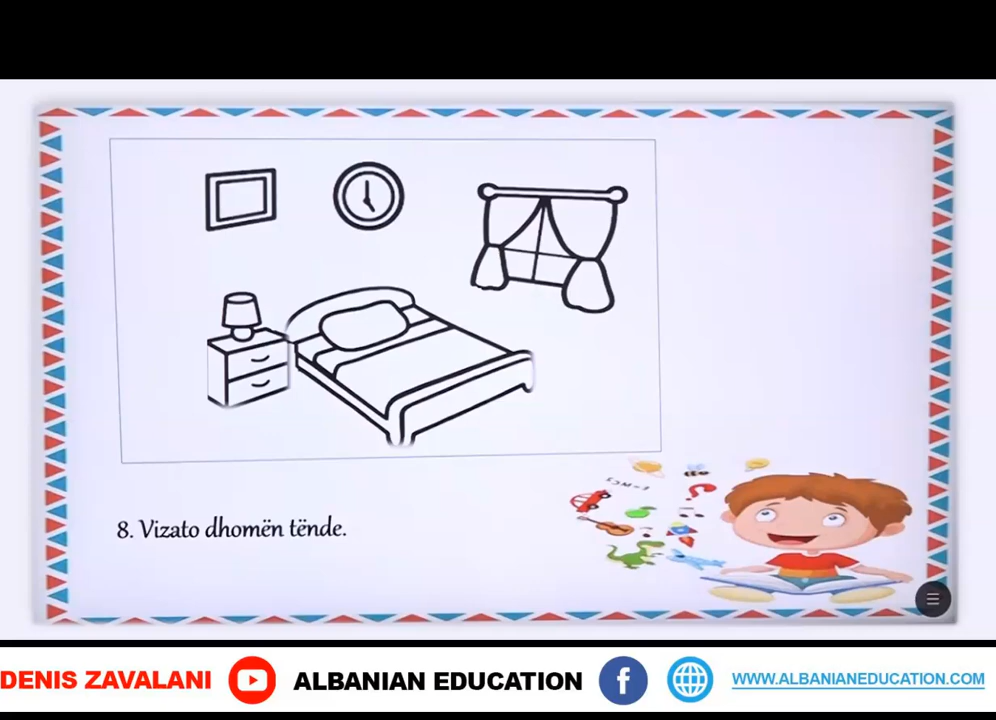 8. Vizato dhomën tënde.
DENIS ZAVALANI
ALBANIAN EDUCATION
WWW.ALBANIANEDUCATION.COM